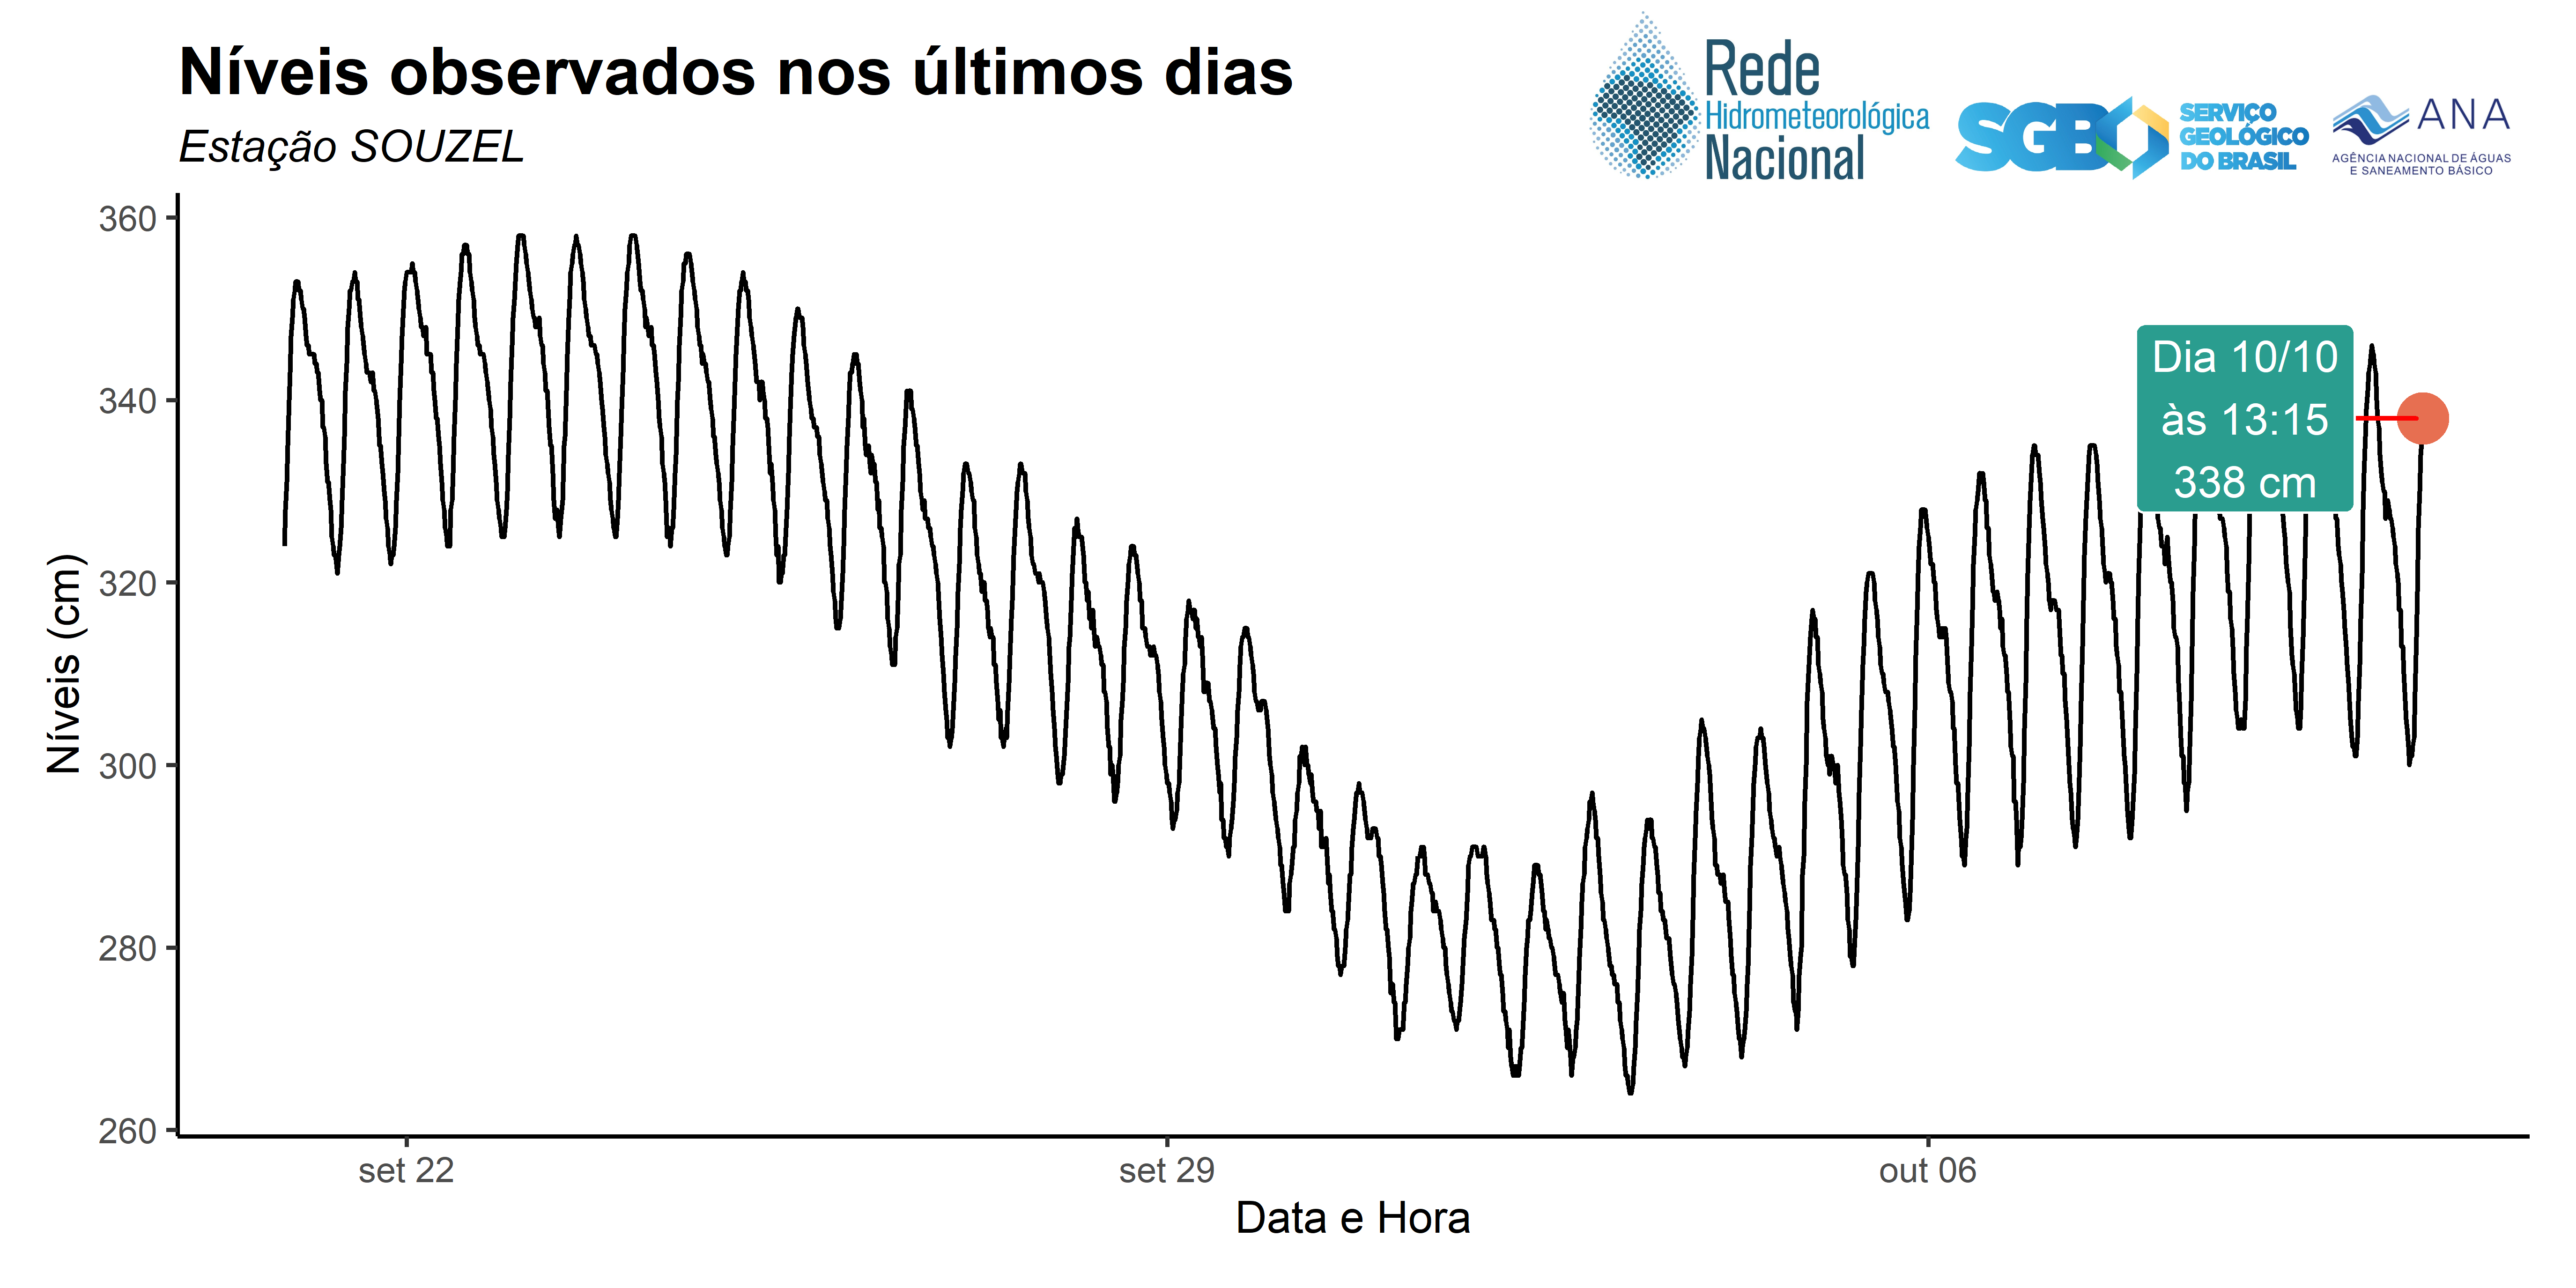 Níveis observados nos últimos dias
Estação SOUZEL
Rede
Hidrometeorológica
Nacional
SGB
SERVIÇO
GEOLÓGICO
DO BRASIL
ANA
AGÊNCIA NACIONAL DE ÁGUAS
E SANEAMENTO BÁSICO
Níveis (cm)
360
340
320
300
280
260
Dia 10/10
às 13:15
338 cm
set 22
set 29
out 06
Data e Hora